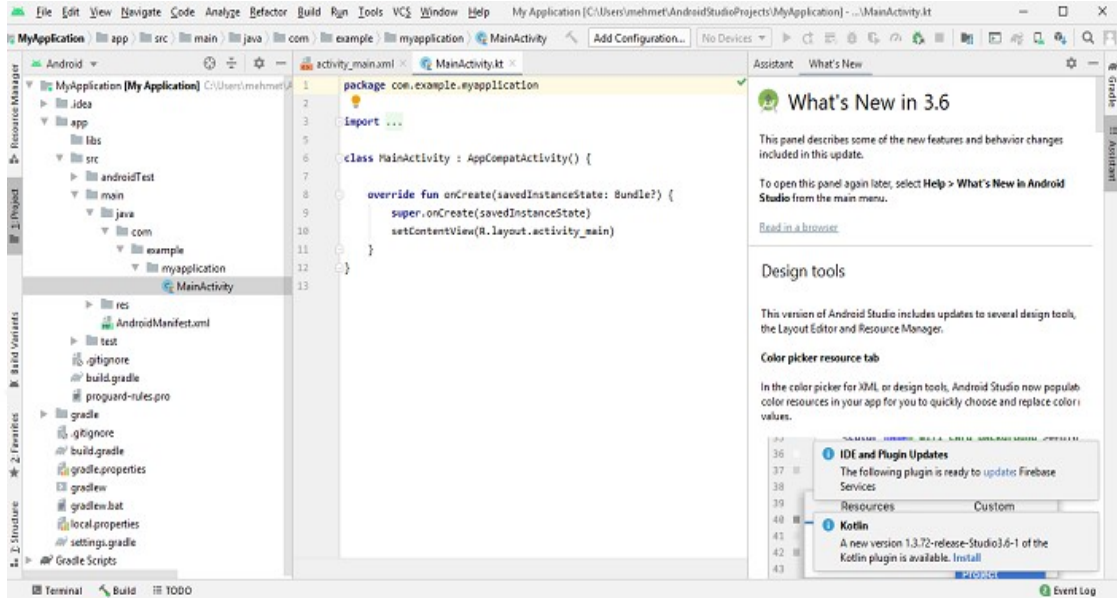 File Edit View Navigate Code Analyze Refactor Build Run Tools VCS Window Help My Application [C:\Users\mehmet\AndroidStudioProjects\MyApplication] - ...\MainActivity.kt
MyApplication app src main java com example myapplication MainActivity Add Configuration... No Devices
Android
activity_main.xml
MainActivity.kt
Assistant What's New
Resource Manager
1: Project
Build Variants
2: Favorites
Z: Structure
MyApplication [My Application] C:\Users\mehmet\A
.idea
app
libs
src
androidTest
main
java
com
example
myapplication
MainActivity
res
AndroidManifest.xml
test
.gitignore
build.gradle
proguard-rules.pro
gradle
.gitignore
build.gradle
gradle.properties
gradlew
gradlew.bat
local.properties
settings.gradle
Gradle Scripts
1 package com.example.myapplication
2
3 import ...
5
6 class MainActivity : AppCompatActivity() {
7
8 override fun onCreate(savedInstanceState: Bundle?) {
9 super.onCreate(savedInstanceState)
10 setContentView(R.layout.activity_main)
11 }
12 }
13
What's New in 3.6
This panel describes some of the new features and behavior changes
included in this update.
To open this panel again later, select Help > What's New in Android
Studio from the main menu.
Read in a browser
Design tools
This version of Android Studio includes updates to several design tools,
the Layout Editor and Resource Manager.
Color picker resource tab
In the color picker for XML or design tools, Android Studio now populat
color resources in your app for you to quickly choose and replace color
values.
36
37
38
39
40
41
42
43
IDE and Plugin Updates
The following plugin is ready to update: Firebase
Services
Resources Custom
Kotlin
A new version 1.3.72-release-Studio3.6-1 of the
Kotlin plugin is available. Install
Project
Gradle
Assistant
Terminal Build TODO Event Log